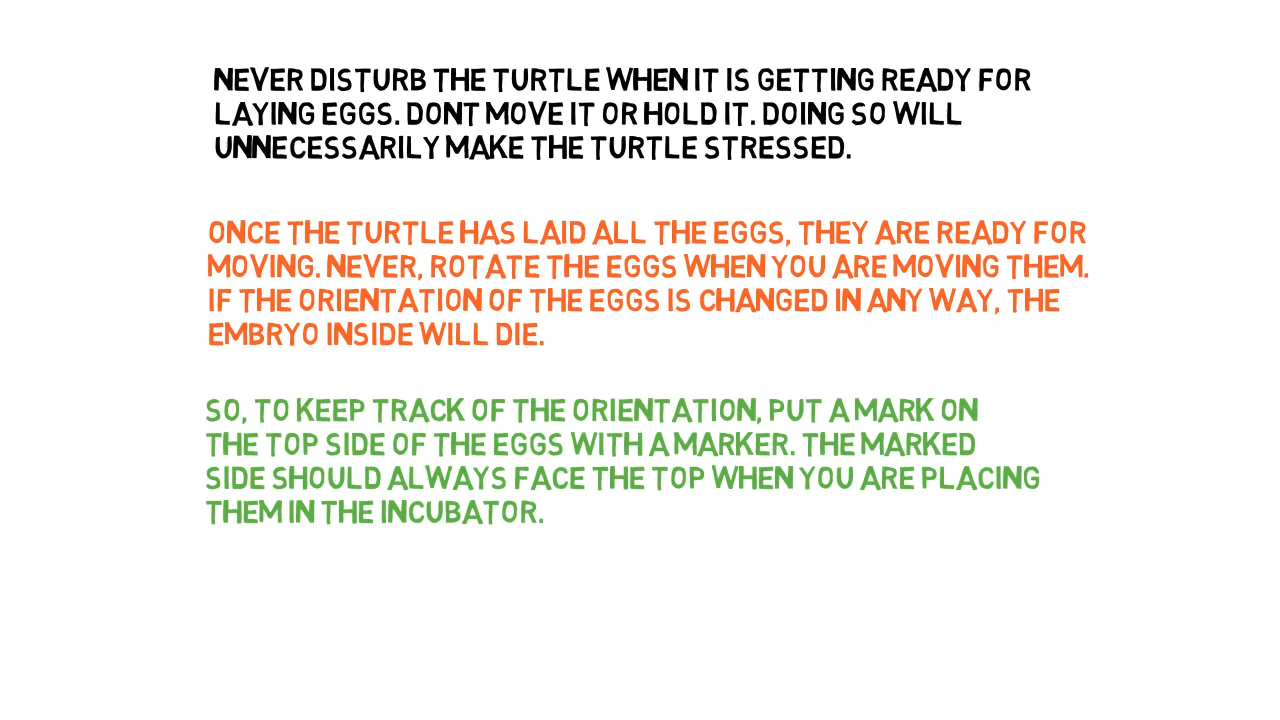 NEVER DISTURB THE TURTLE WHEN IT IS GETTING READY FOR
LAYING EGGS. DONT MOVE IT OR HOLD IT. DOING SO WILL
UNNECESSARILY MAKE THE TURTLE STRESSED.
ONCE THE TURTLE HAS LAID ALL THE EGGS, THEY ARE READY FOR
MOVING. NEVER, ROTATE THE EGGS WHEN YOU ARE MOVING THEM.
IF THE ORIENTATION OF THE EGGS IS CHANGED IN ANY WAY, THE
EMBRYO INSIDE WILL DIE.
SO, TO KEEP TRACK OF THE ORIENTATION, PUT A MARK ON
THE TOP SIDE OF THE EGGS WITH A MARKER. THE MARKED
SIDE SHOULD ALWAYS FACE THE TOP WHEN YOU ARE PLACING
THEM IN THE INCUBATOR.